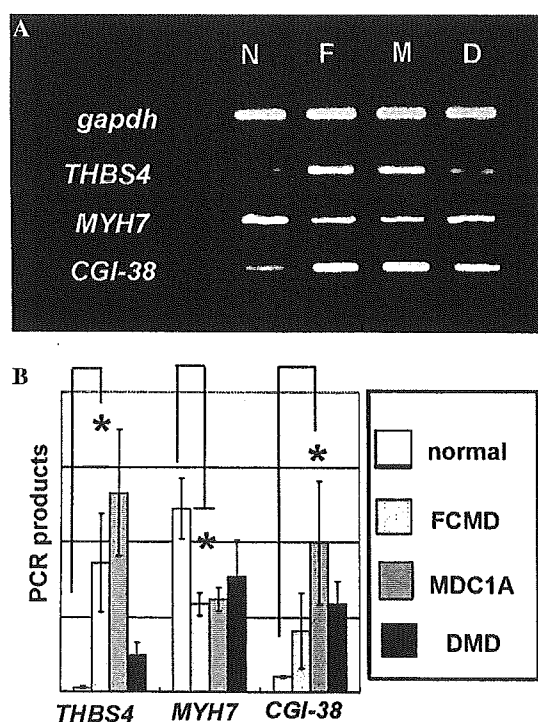 A
N F M D
gapdh
THBS4
MYH7
CGI-38
B
*
*
*
PCR products
THBS4 MYH7 CGI-38
normal
FCMD
MDC1A
DMD